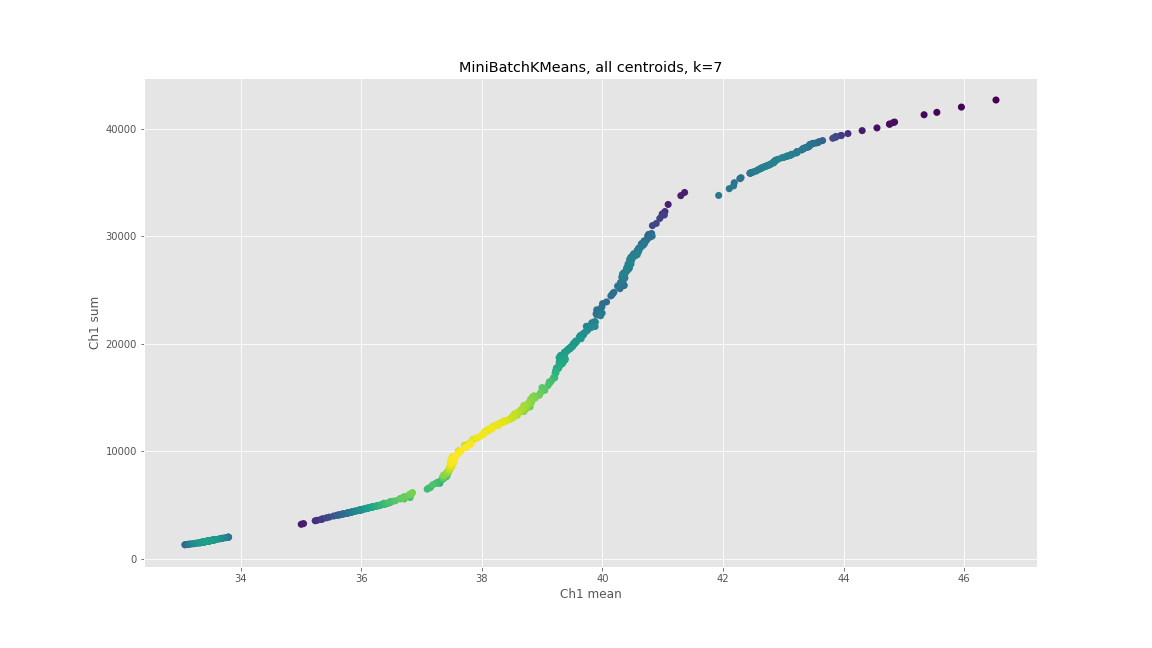 MiniBatchKMeans, all centroids, k=7
40000
30000
20000
10000
0
Ch1 sum
34 36 38 40 42 44 46
Ch1 mean